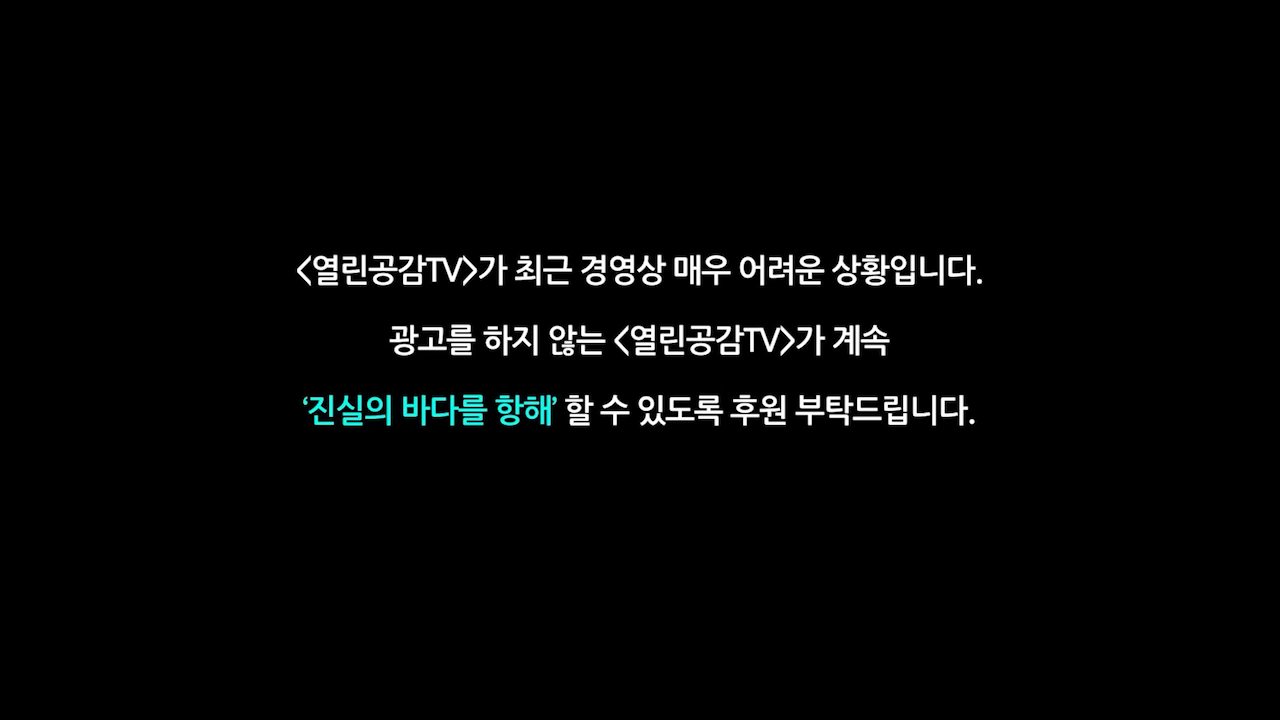 <열린공감TV>가 최근 경영상 매우 어려운 상황입니다.
광고를 하지 않는 <열린공감TV>가 계속
‘진실의 바다를 항해’ 할 수 있도록 후원 부탁드립니다.